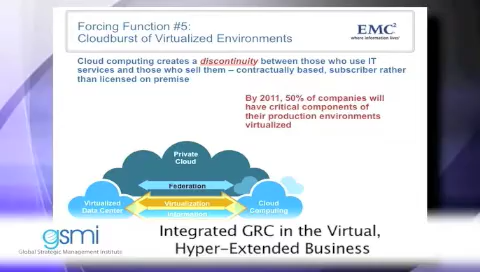 Forcing Function #5:
Cloudburst of Virtualized Environments
EMC²
where information lives®
Cloud computing creates a discontinuity between those who use IT
services and those who sell them – contractually based, subscriber rather
than licensed on premise
By 2011, 50% of companies will
have critical components of
their production environments
virtualized
Private
Cloud
Federation
Virtualized
Data Center
Virtualization
Cloud
Computing
Information
gsmi
Global Strategic Management Institute
Integrated GRC in the Virtual,
Hyper-Extended Business